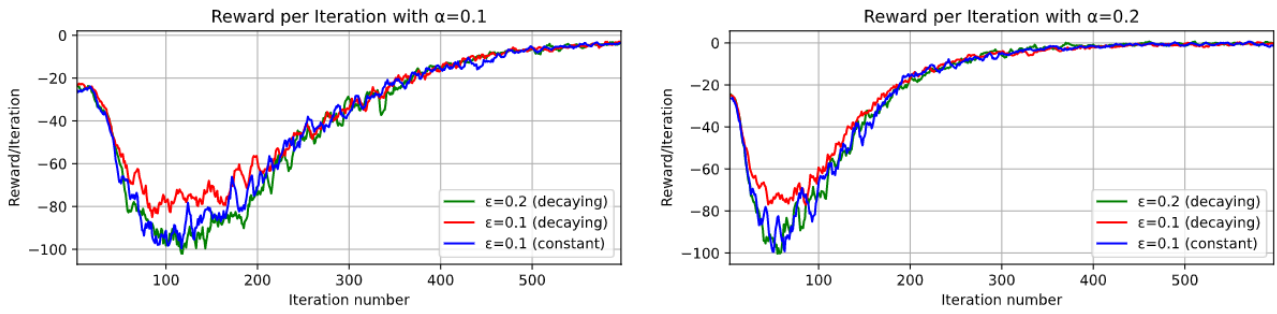 Reward per Iteration with α=0.1
Reward/Iteration
0
−20
−40
−60
−80
−100
100
200
300
400
500
Iteration number
ε=0.2 (decaying)
ε=0.1 (decaying)
ε=0.1 (constant)
Reward per Iteration with α=0.2
Reward/Iteration
0
−20
−40
−60
−80
−100
100
200
300
400
500
Iteration number
ε=0.2 (decaying)
ε=0.1 (decaying)
ε=0.1 (constant)